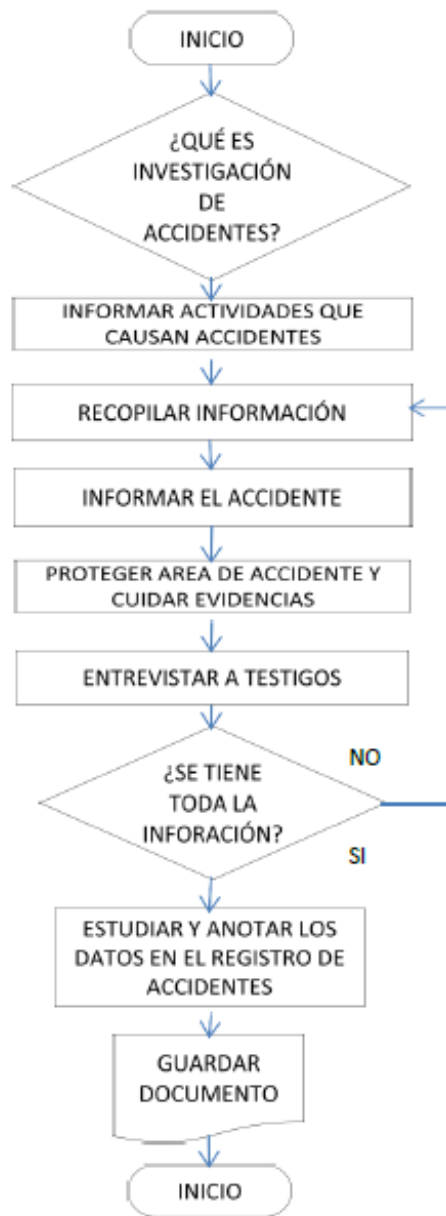 INICIO
¿QUÉ ES
INVESTIGACIÓN
DE
ACCIDENTES?
INFORMAR ACTIVIDADES QUE
CAUSAN ACCIDENTES
RECOPILAR INFORMACIÓN
INFORMAR EL ACCIDENTE
PROTEGER AREA DE ACCIDENTE Y
CUIDAR EVIDENCIAS
ENTREVISTAR A TESTIGOS
¿SE TIENE
TODA LA
INFORACIÓN?
NO
SI
ESTUDIAR Y ANOTAR LOS
DATOS EN EL REGISTRO DE
ACCIDENTES
GUARDAR
DOCUMENTO
INICIO